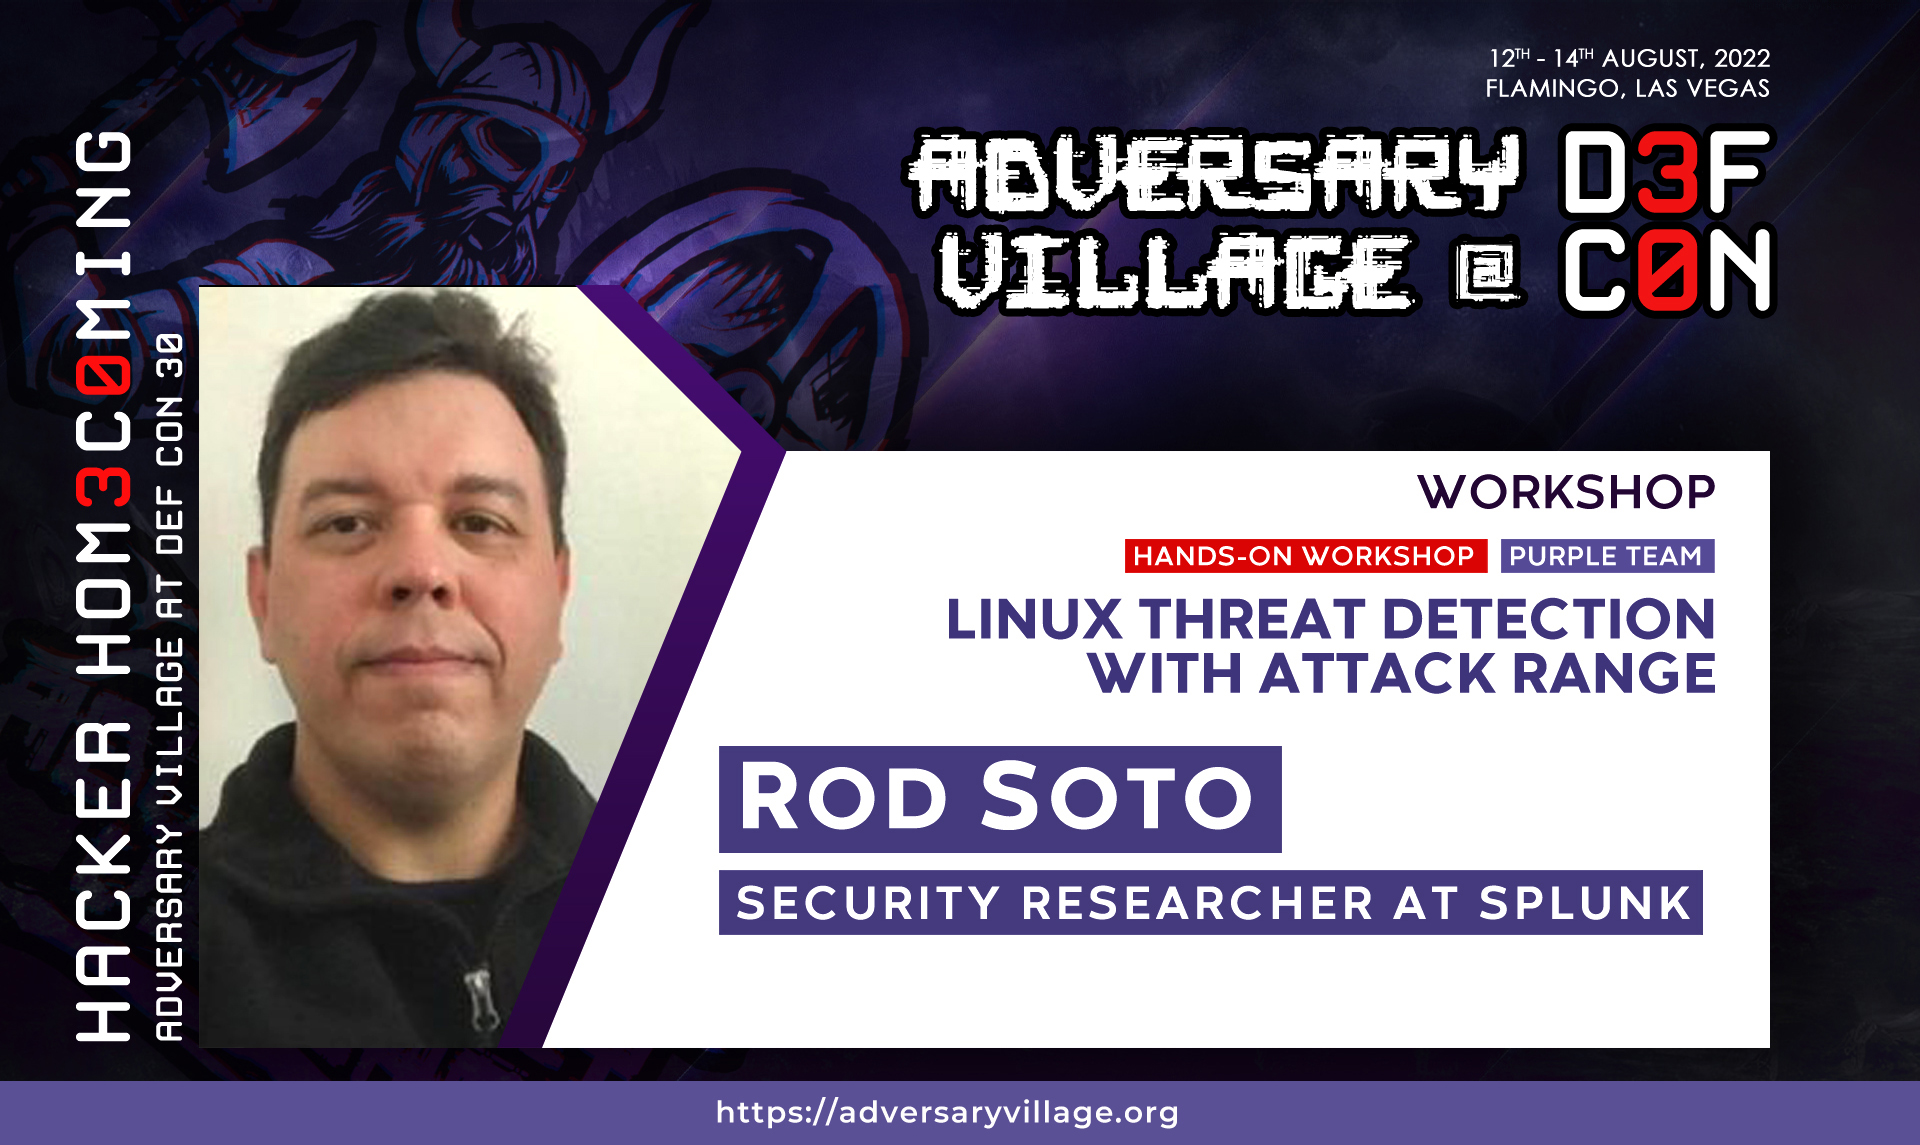 12TH - 14TH AUGUST, 2022
FLAMINGO, LAS VEGAS
ADVERSARY D3F
VILLAGE @ C0N
HACKER HOM3C0MING
ADVERSARY VILLAGE AT DEF CON 30
WORKSHOP
HANDS-ON WORKSHOP PURPLE TEAM
LINUX THREAT DETECTION
WITH ATTACK RANGE
ROD SOTO
SECURITY RESEARCHER AT SPLUNK
https://adversaryvillage.org